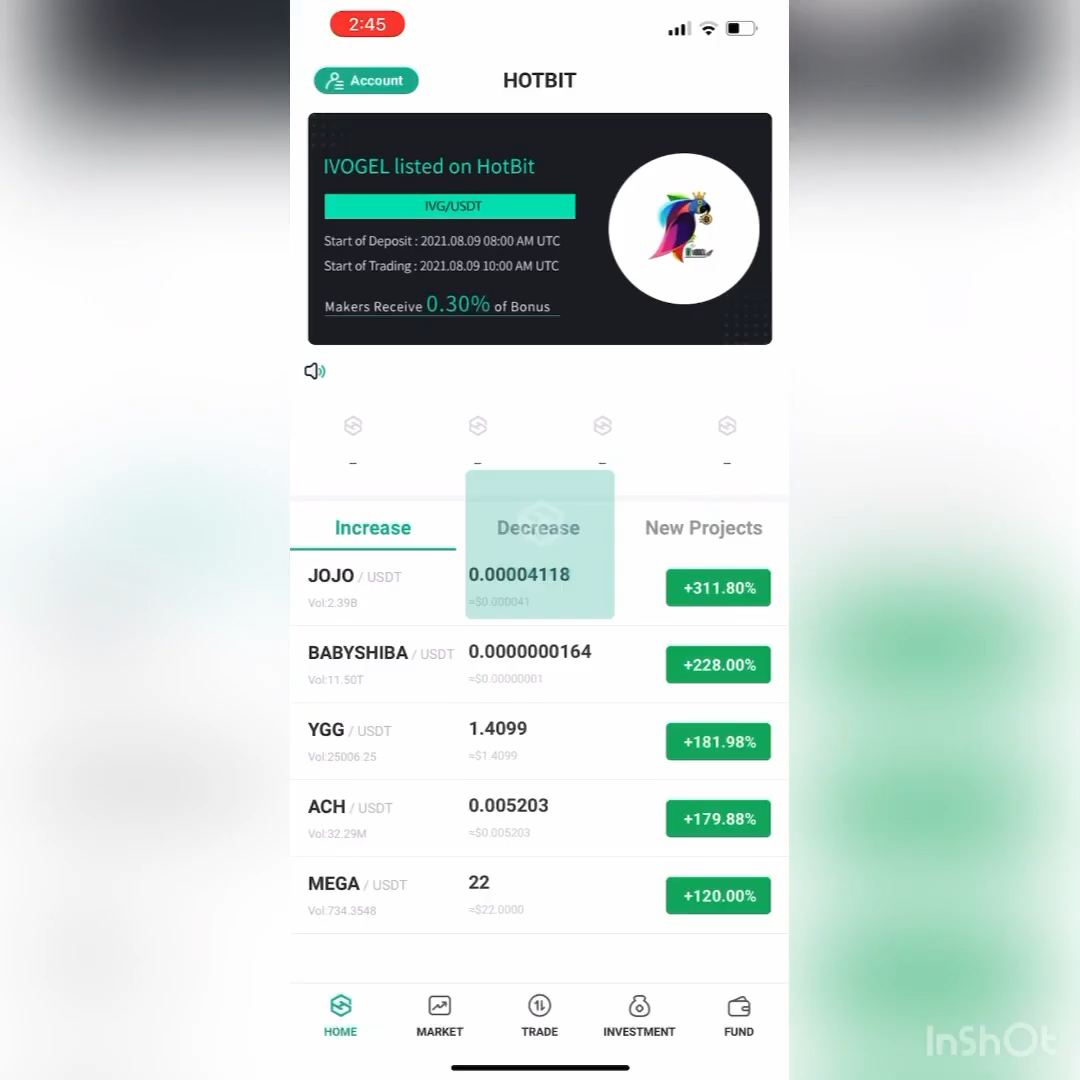 2:45
Account
HOTBIT
IVOGEL listed on HotBit
IVG/USDT
Start of Deposit : 2021.08.09 08:00 AM UTC
Start of Trading : 2021.08.09 10:00 AM UTC
Makers Receive 0.30% of Bonus
– – – –
Increase Decrease New Projects
JOJO / USDT 0.00004118 +311.80%
Vol:2.39B ≈$0.000041
BABYSHIBA / USDT 0.0000000164 +228.00%
Vol:11.50T ≈$0.00000001
YGG / USDT 1.4099 +181.98%
Vol:25006.25 ≈$1.4099
ACH / USDT 0.005203 +179.88%
Vol:32.29M ≈$0.005203
MEGA / USDT 22 +120.00%
Vol:734.3548 ≈$22.0000
HOME MARKET TRADE INVESTMENT FUND
InShOt